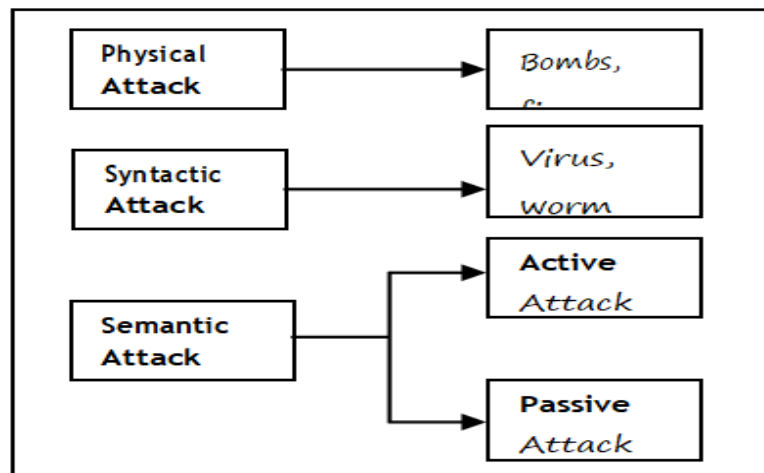 Physical
Attack
Bombs,
Syntactic
Attack
Virus,
worm
Semantic
Attack
Active
Attack
Passive
Attack